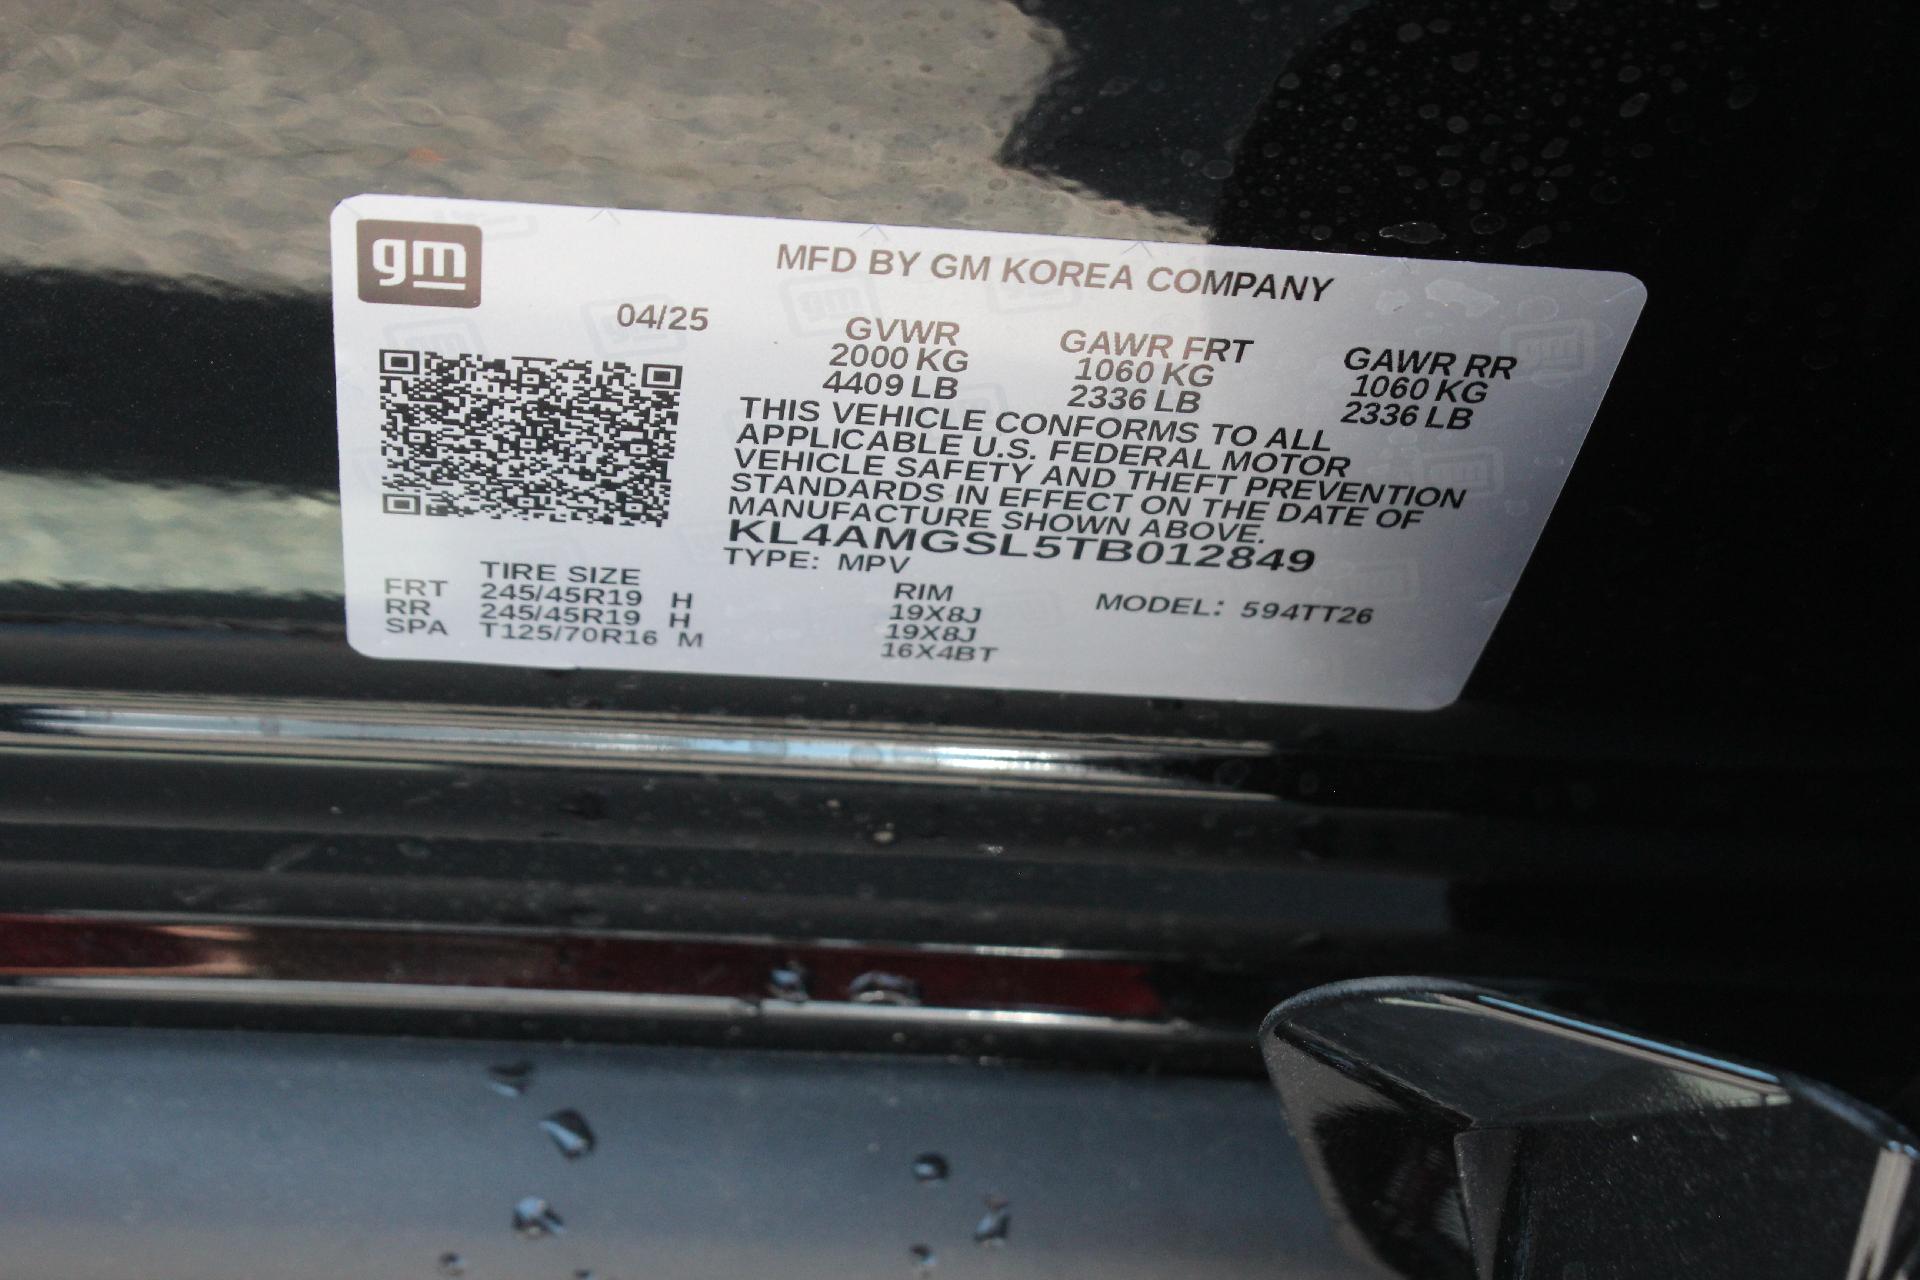 gm
MFD BY GM KOREA COMPANY
04/25
GVWR GAWR FRT GAWR RR
2000 KG 1060 KG 1060 KG
4409 LB 2336 LB 2336 LB
THIS VEHICLE CONFORMS TO ALL
APPLICABLE U.S. FEDERAL MOTOR
VEHICLE SAFETY AND THEFT PREVENTION
STANDARDS IN EFFECT ON THE DATE OF
MANUFACTURE SHOWN ABOVE.
KL4AMGSL5TB012849
TYPE: MPV
TIRE SIZE RIM MODEL: 594TT26
FRT 245/45R19 H 19X8J
RR 245/45R19 H 19X8J
SPA T125/70R16 M 16X4BT